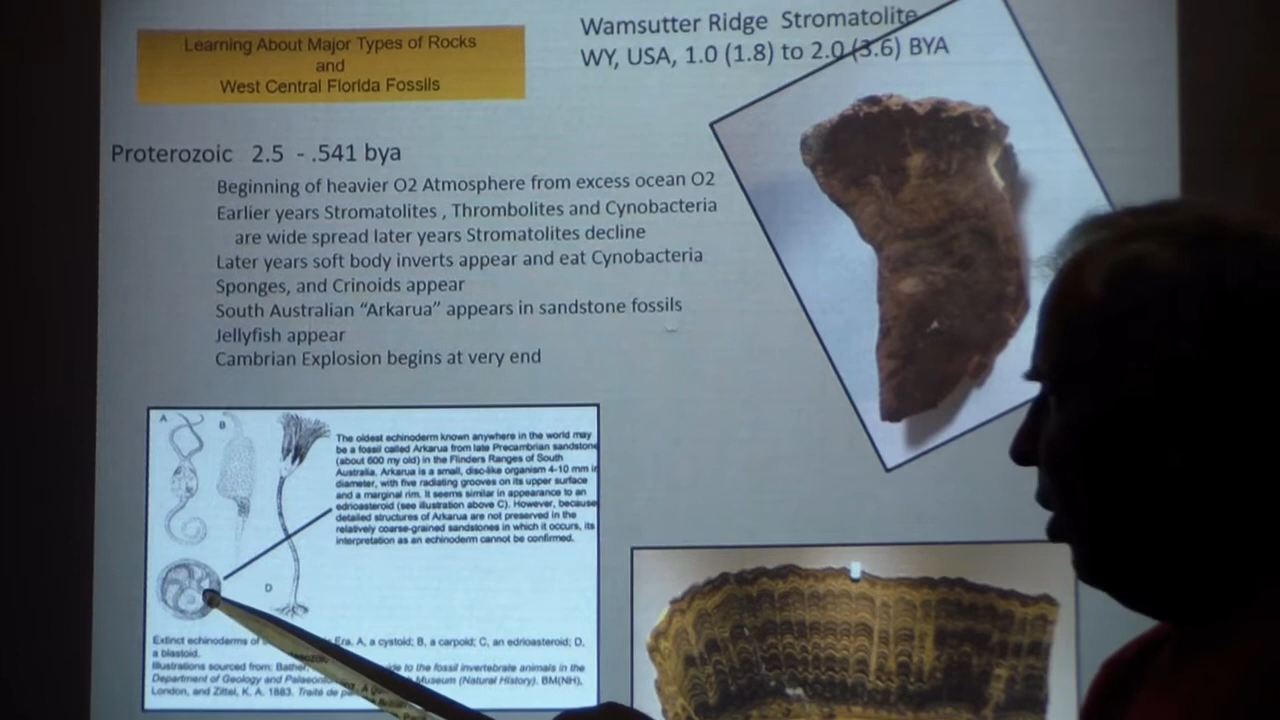 Learning About Major Types of Rocks
and
West Central Florida Fossils
Wamsutter Ridge Stromatolite
WY, USA, 1.0 (1.8) to 2.0 (3.6) BYA
Proterozoic 2.5 - .541 bya
Beginning of heavier O2 Atmosphere from excess ocean O2
Earlier years Stromatolites , Thrombolites and Cynobacteria
are wide spread later years Stromatolites decline
Later years soft body inverts appear and eat Cynobacteria
Sponges, and Crinoids appear
South Australian “Arkarua” appears in sandstone fossils
Jellyfish appear
Cambrian Explosion begins at very end
A
B
D
The oldest echinoderm known anywhere in the world may
be a fossil called Arkarua from late Precambrian sandstone
(about 600 my old) in the Flinders Ranges of South
Australia. Arkarua is a small, disc-like organism 4-10 mm in
diameter, with five radiating grooves on its upper surface
and a marginal rim. It seems similar in appearance to an
edrioasteroid (see illustration above C). However, because
detailed structures of Arkarua are not preserved in the
relatively coarse-grained sandstones in which it occurs, its
interpretation as an echinoderm cannot be confirmed.
Extinct echinoderms of Era. A, a cystoid; B, a carpoid; C, an edrioasteroid; D,
a blastoid.
Illustrations sourced from: Bather, to the fossil invertebrate animals in the
Department of Geology and Museum (Natural History). BM(NH),
London, and Zittel, K. A. 1883. Traité de